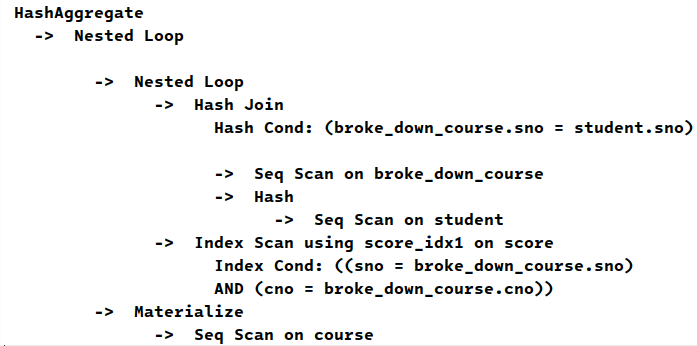 HashAggregate
-> Nested Loop
-> Nested Loop
-> Hash Join
Hash Cond: (broke_down_course.sno = student.sno)
-> Seq Scan on broke_down_course
-> Hash
-> Seq Scan on student
-> Index Scan using score_idx1 on score
Index Cond: ((sno = broke_down_course.sno)
AND (cno = broke_down_course.cno))
-> Materialize
-> Seq Scan on course